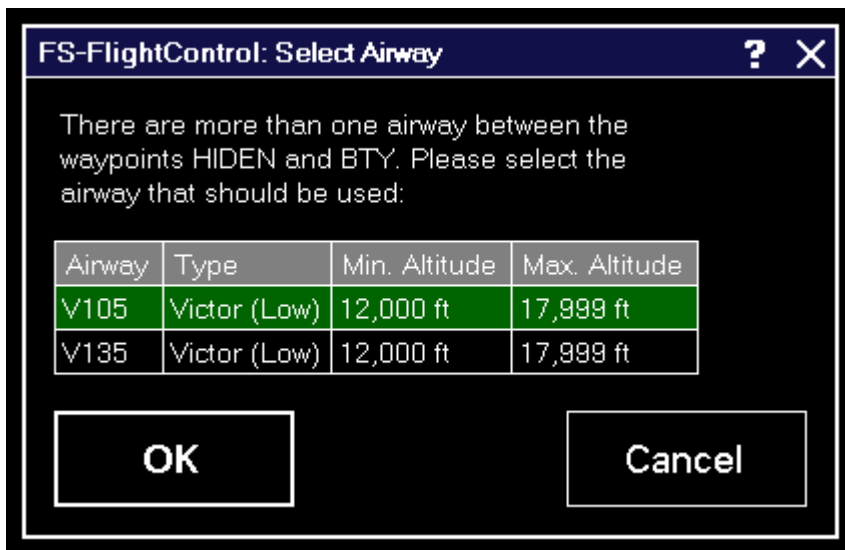 FS-FlightControl: Select Airway ? X
There are more than one airway between the
waypoints HIDEN and BTY. Please select the
airway that should be used:
Airway Type Min. Altitude Max. Altitude
V105 Victor (Low) 12,000 ft 17,999 ft
V135 Victor (Low) 12,000 ft 17,999 ft
OK Cancel